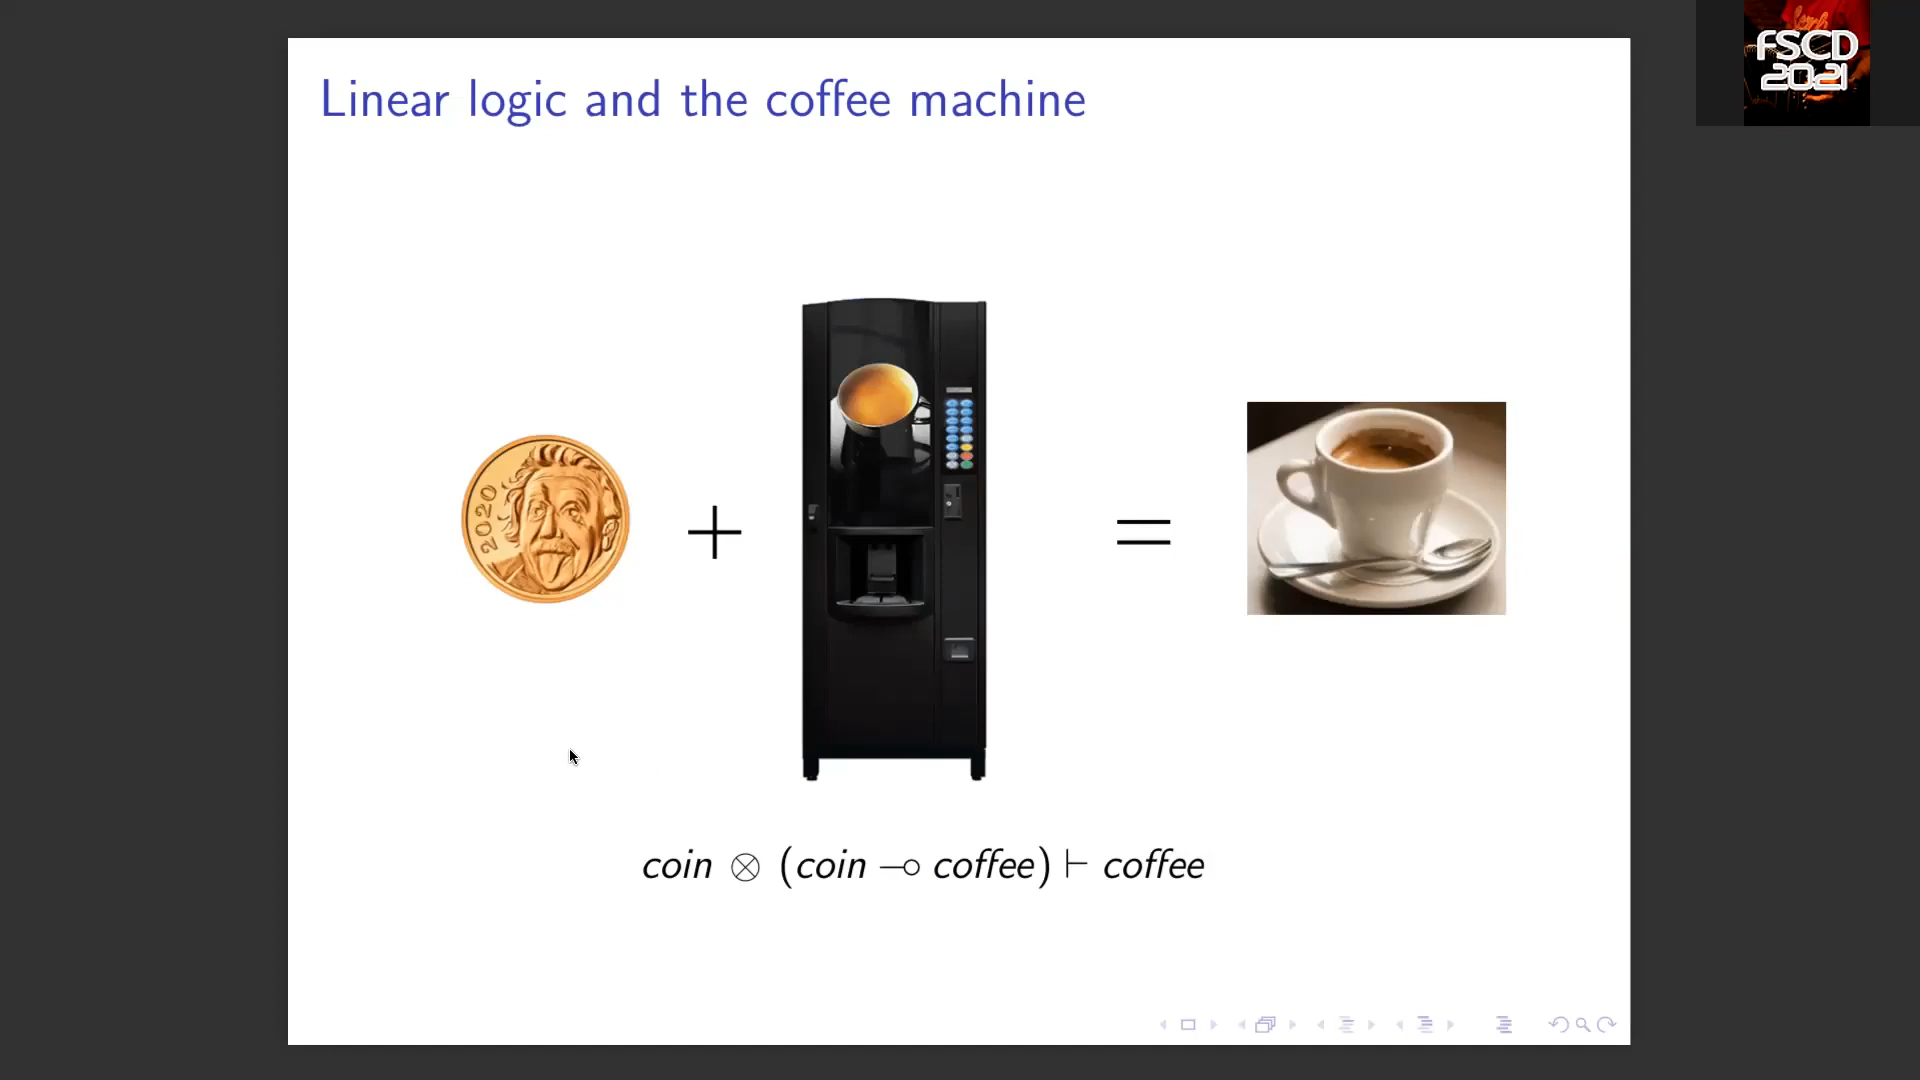 FSCD
2021
Linear logic and the coffee machine
2020
+
=
coin ⊗ (coin ⊸ coffee) ⊢ coffee